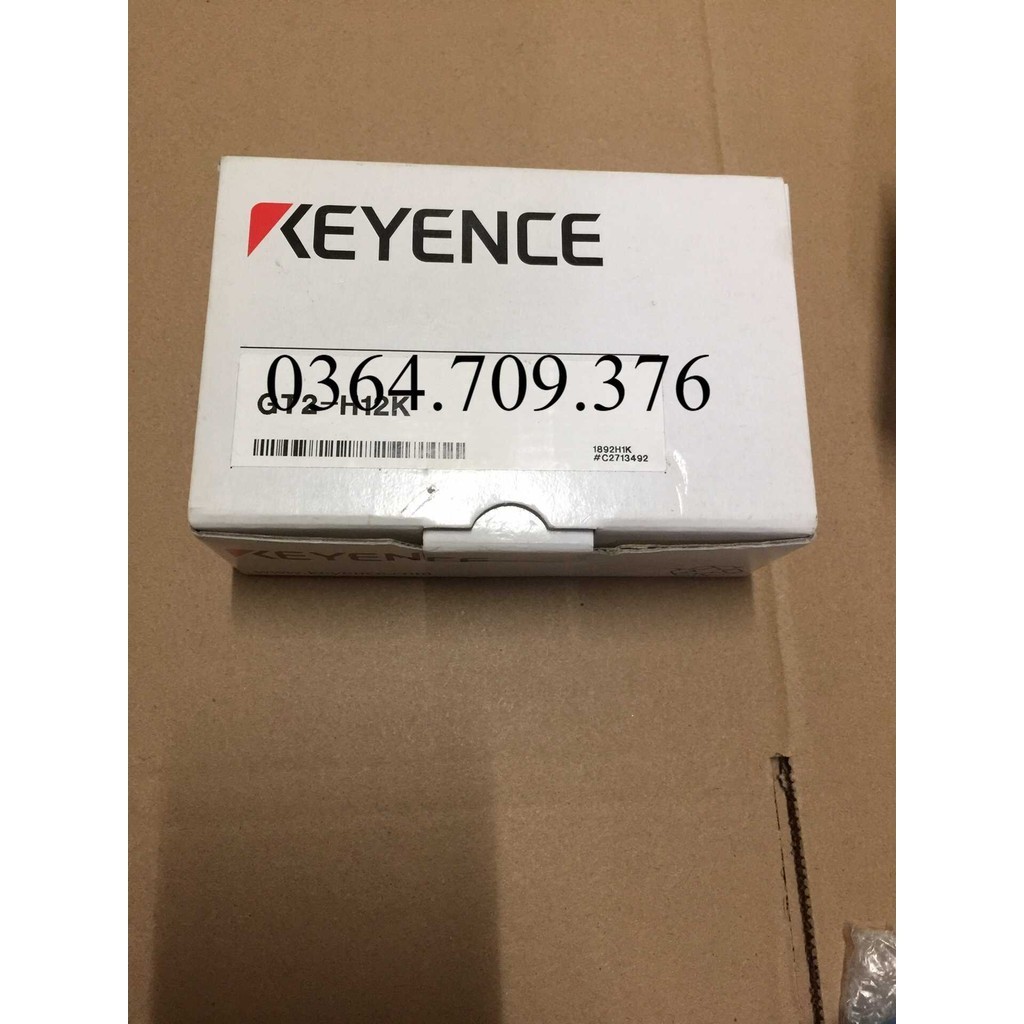 KEYENCE
0364.709.376
GT2-H12K
1892H1K
#C2713492
KEYENCE